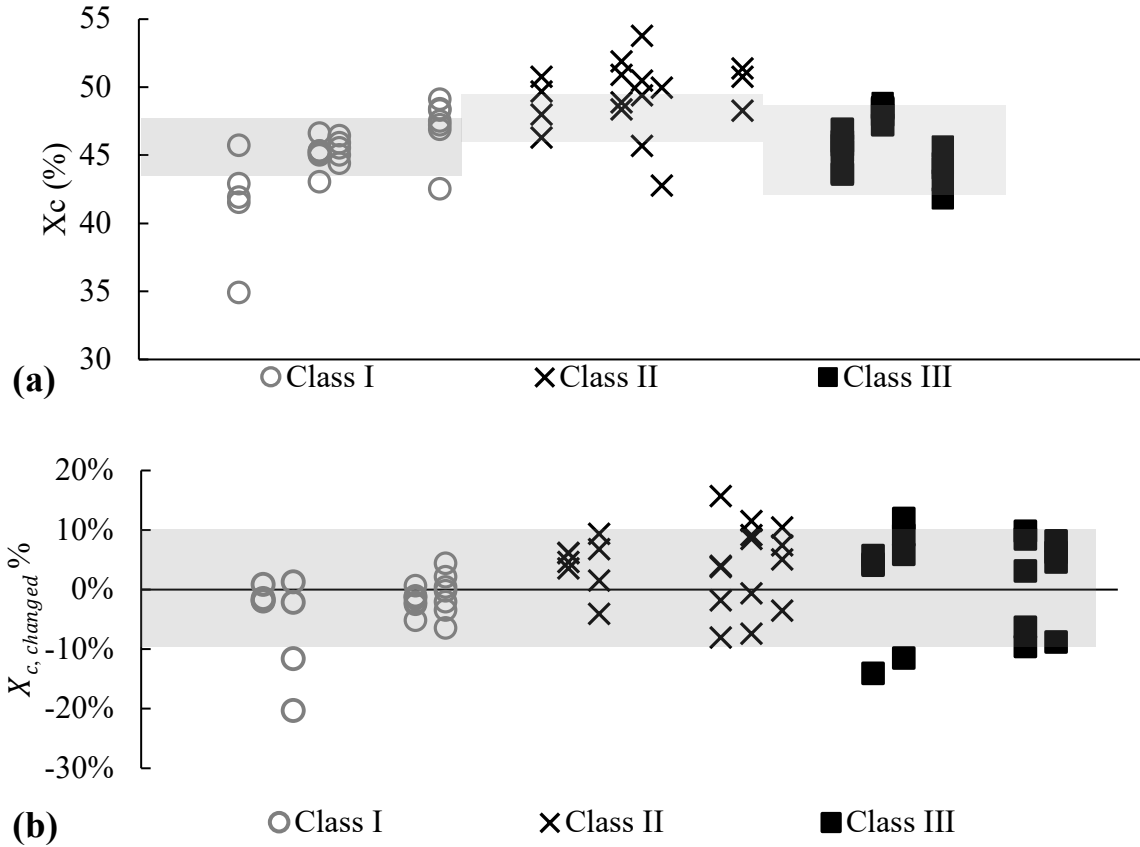 55
50
45
40
35
30
Xc (%)
(a)
Class I
Class II
Class III
20%
10%
0%
-10%
-20%
-30%
X c, changed %
(b)
Class I
Class II
Class III